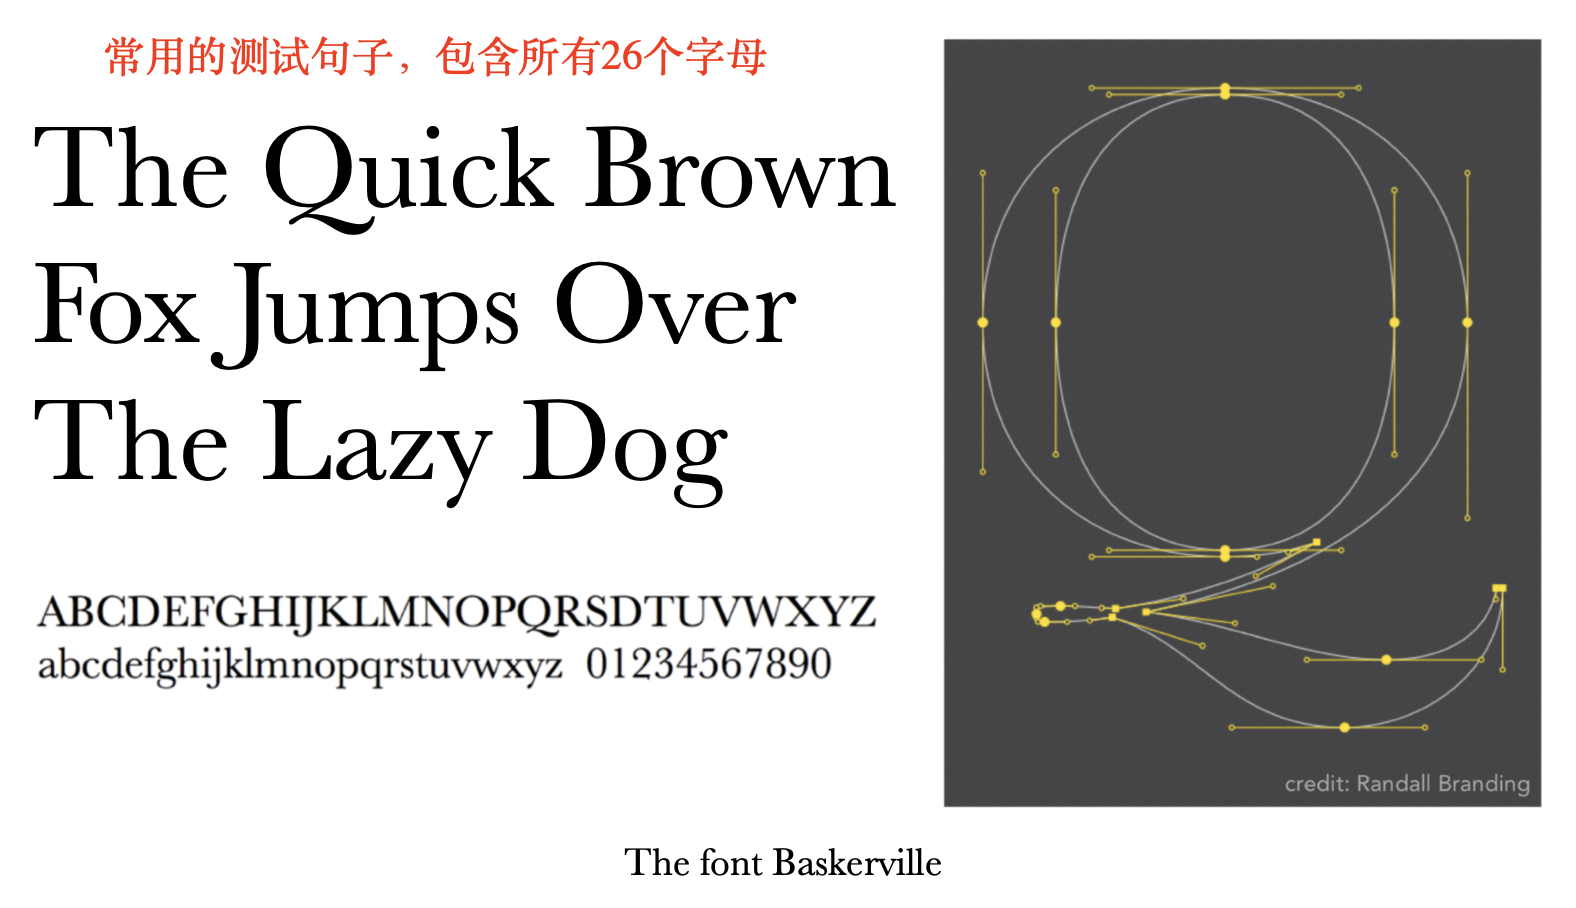 常用的测试句子，包含所有26个字母
The Quick Brown
Fox Jumps Over
The Lazy Dog
ABCDEFGHIJKLMNOPQRSDTUVWXYZ
abcdefghijklmnopqrstuvwxyz 01234567890
credit: Randall Branding
The font Baskerville